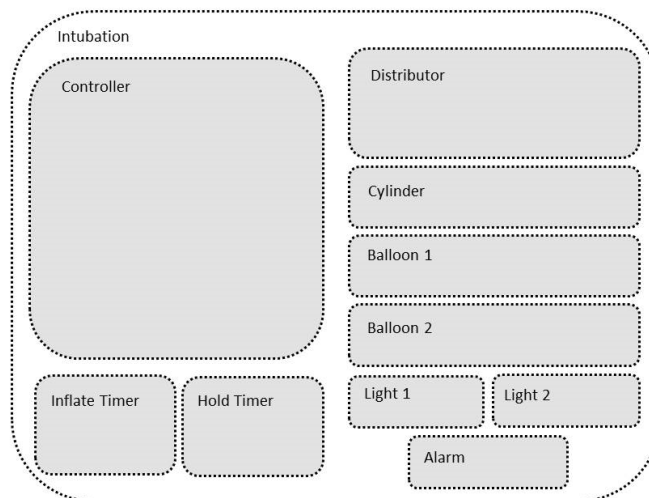 Intubation
Controller
Distributor
Cylinder
Balloon 1
Balloon 2
Inflate Timer
Hold Timer
Light 1
Light 2
Alarm